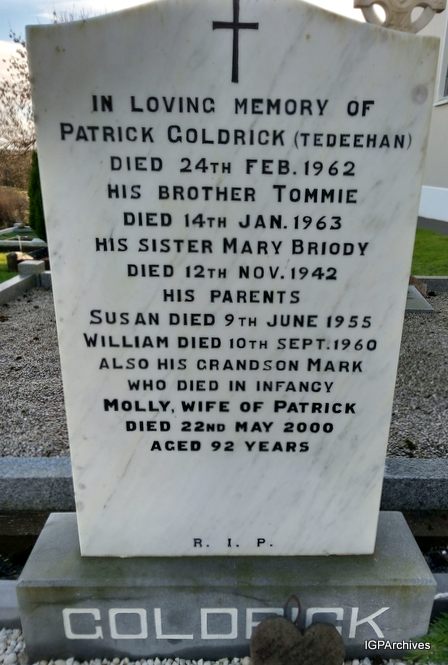 IN LOVING MEMORY OF
PATRICK GOLDRICK (TEDEEHAN)
DIED 24TH FEB. 1962
HIS BROTHER TOMMIE
DIED 14TH JAN. 1963
HIS SISTER MARY BRIODY
DIED 12TH NOV. 1942
HIS PARENTS
SUSAN DIED 9TH JUNE 1955
WILLIAM DIED 10TH SEPT. 1960
ALSO HIS GRANDSON MARK
WHO DIED IN INFANCY
MOLLY, WIFE OF PATRICK
DIED 22ND MAY 2000
AGED 92 YEARS
R. I. P.
GOLDRICK
IGPArchives